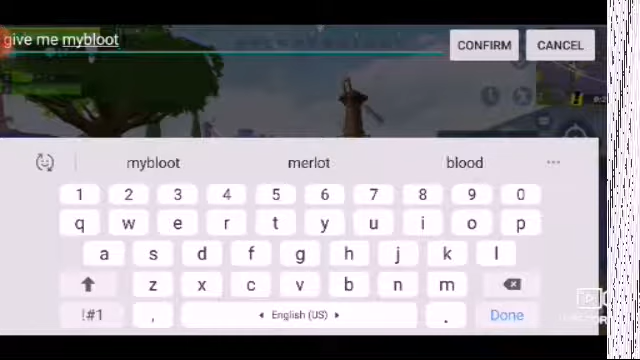 give me mybloot
CONFIRM
CANCEL
mybloot
merlot
blood
1 2 3 4 5 6 7 8 9 0
q w e r t y u i o p
a s d f g h j k l
z x c v b n m
!#1 , English (US) . Done